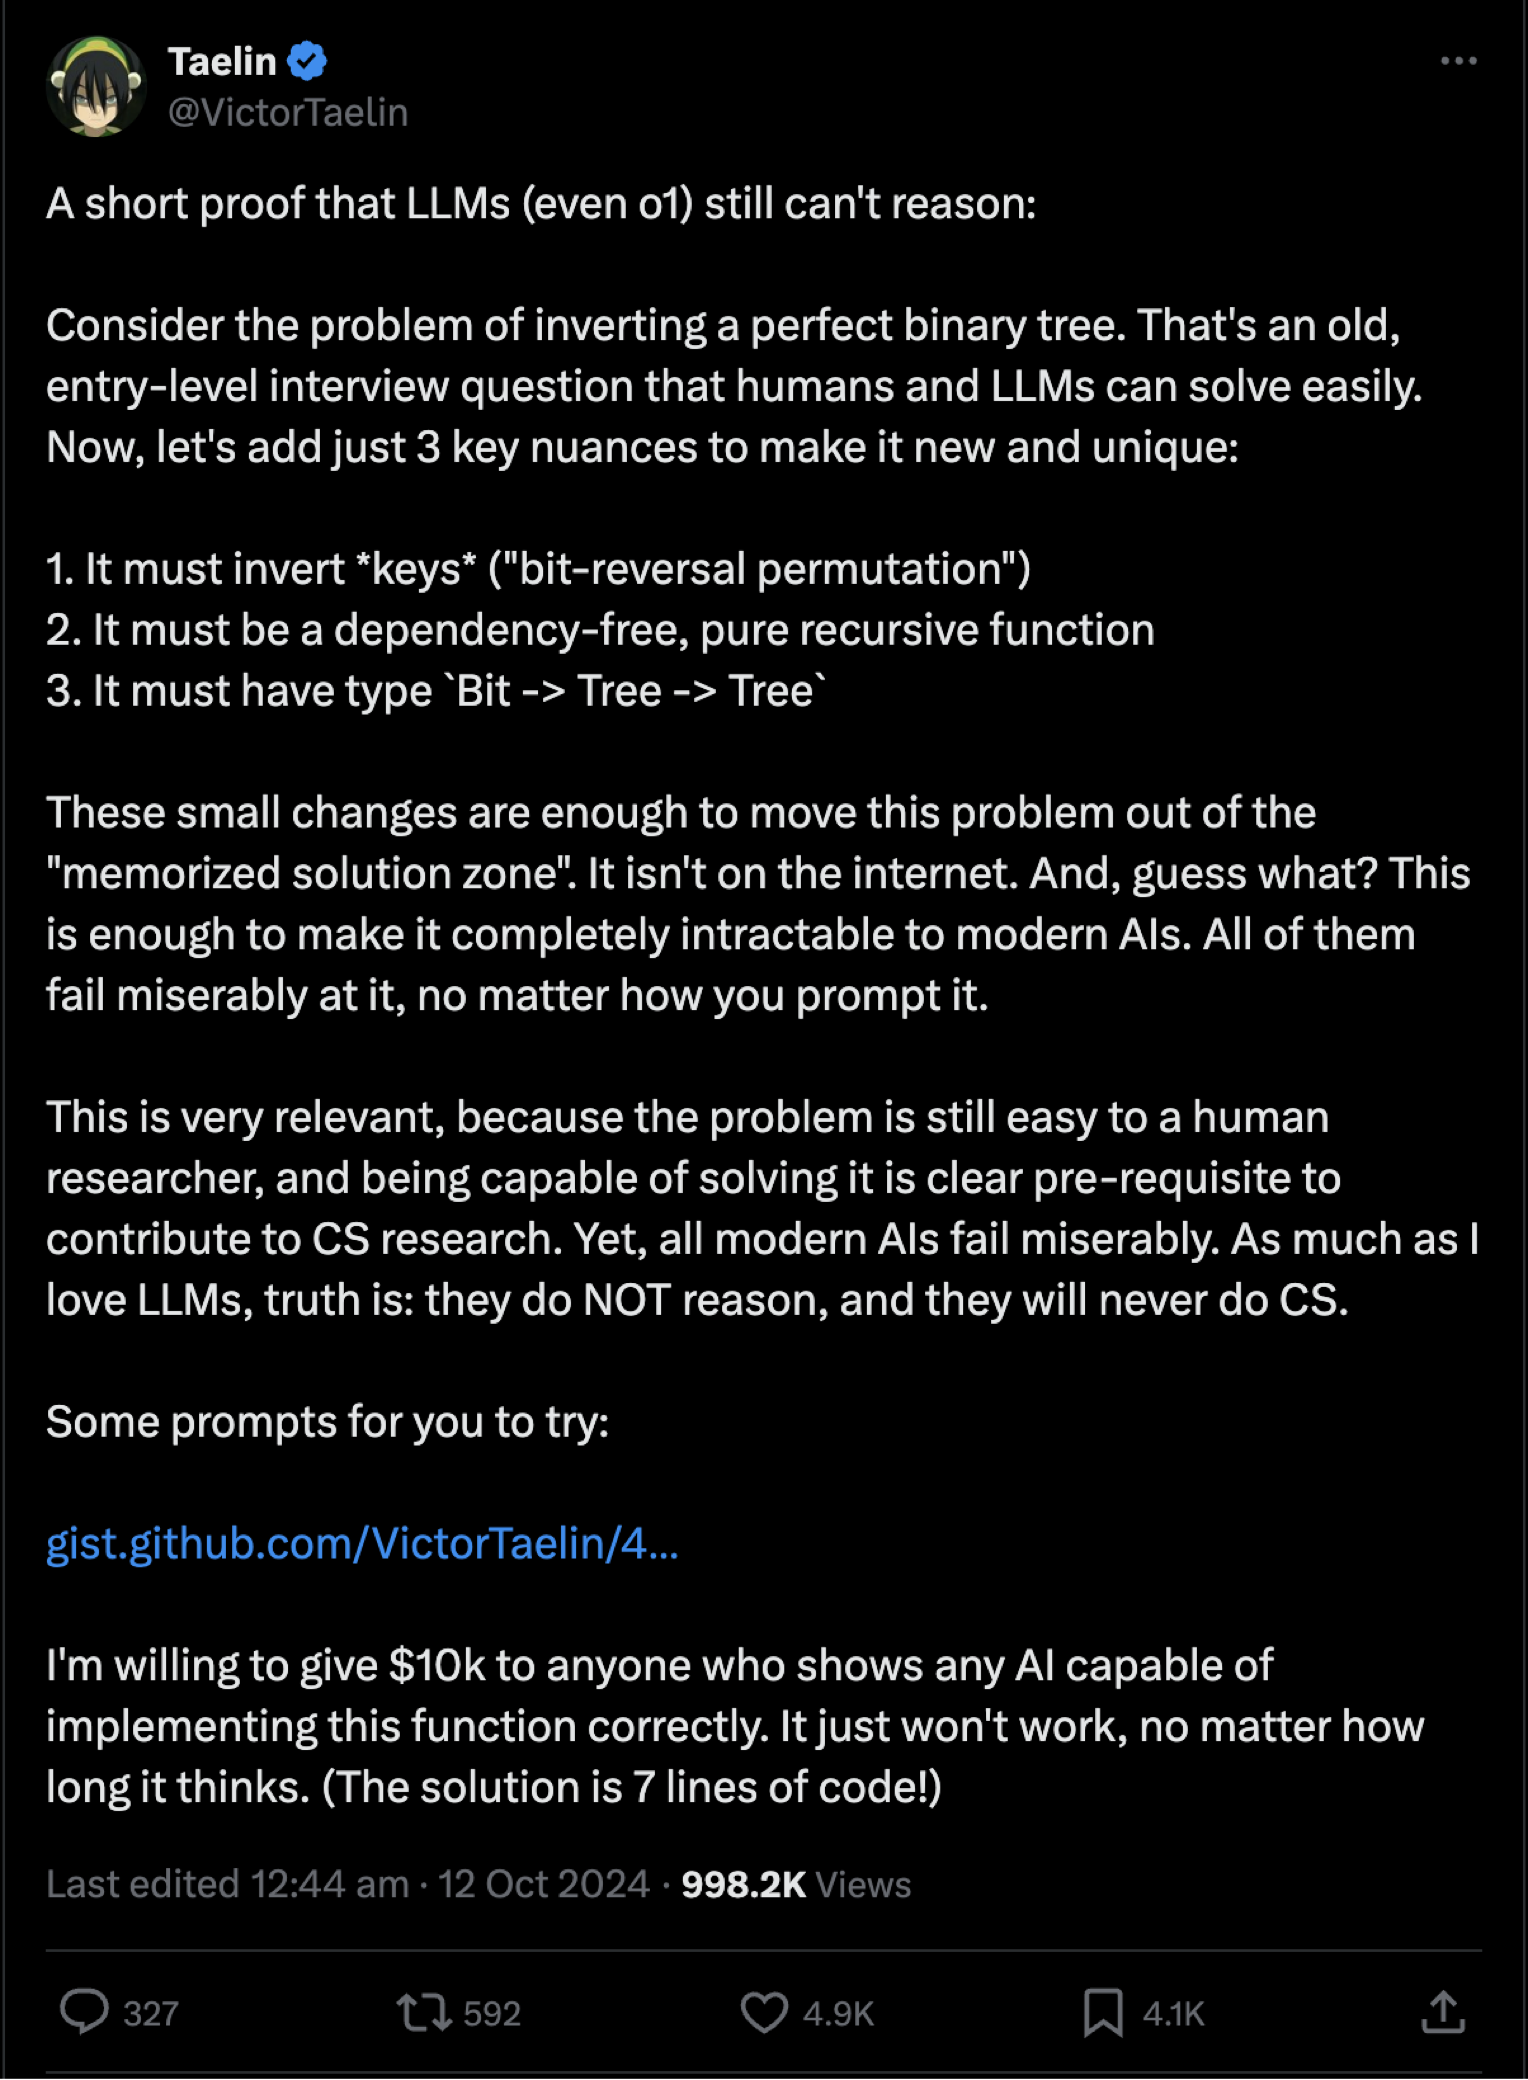 Taelin
@VictorTaelin
A short proof that LLMs (even o1) still can't reason:
Consider the problem of inverting a perfect binary tree. That's an old,
entry-level interview question that humans and LLMs can solve easily.
Now, let's add just 3 key nuances to make it new and unique:
1. It must invert *keys* ("bit-reversal permutation")
2. It must be a dependency-free, pure recursive function
3. It must have type `Bit -> Tree -> Tree`
These small changes are enough to move this problem out of the
"memorized solution zone". It isn't on the internet. And, guess what? This
is enough to make it completely intractable to modern AIs. All of them
fail miserably at it, no matter how you prompt it.
This is very relevant, because the problem is still easy to a human
researcher, and being capable of solving it is clear pre-requisite to
contribute to CS research. Yet, all modern AIs fail miserably. As much as I
love LLMs, truth is: they do NOT reason, and they will never do CS.
Some prompts for you to try:
gist.github.com/VictorTaelin/4...
I'm willing to give $10k to anyone who shows any AI capable of
implementing this function correctly. It just won't work, no matter how
long it thinks. (The solution is 7 lines of code!)
Last edited 12:44 am · 12 Oct 2024 · 998.2K Views
327 592 4.9K 4.1K